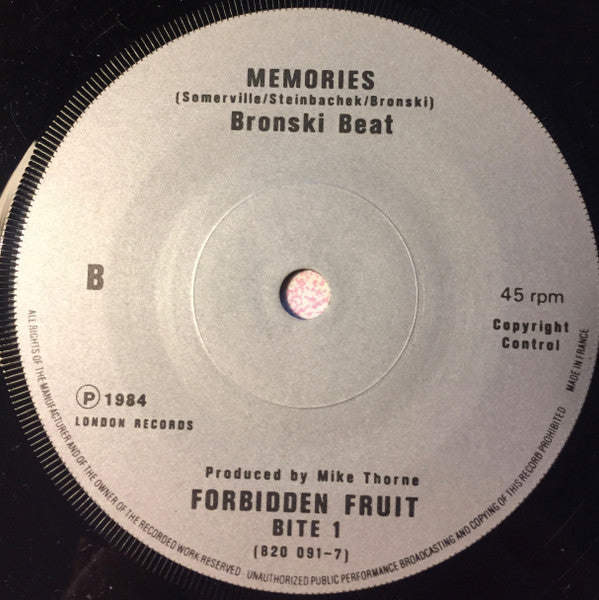 MEMORIES
(Somerville/Steinbachek/Bronski)
Bronski Beat
B
45 rpm
Copyright
Control
Ⓟ 1984
LONDON RECORDS
Produced by Mike Thorne
FORBIDDEN FRUIT
BITE 1
(820 091-7)
ALL RIGHTS OF THE MANUFACTURER AND OF THE OWNER OF THE RECORDED WORK RESERVED - UNAUTHORIZED PUBLIC PERFORMANCE BROADCASTING AND COPYING OF THIS RECORD PROHIBITED MADE IN FRANCE